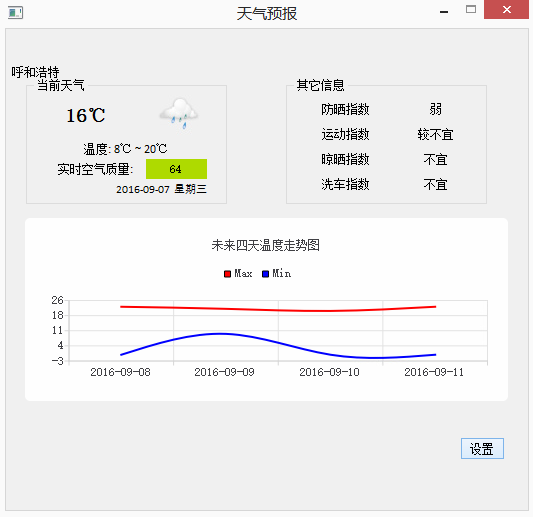 天气预报
呼和浩特
当前天气
16℃
温度: 8℃ ~ 20℃
实时空气质量: 64
2016-09-07 星期三
其它信息
防晒指数 弱
运动指数 较不宜
晾晒指数 不宜
洗车指数 不宜
未来四天温度走势图
Max Min
26
18
11
4
-3
2016-09-08 2016-09-09 2016-09-10 2016-09-11
设置